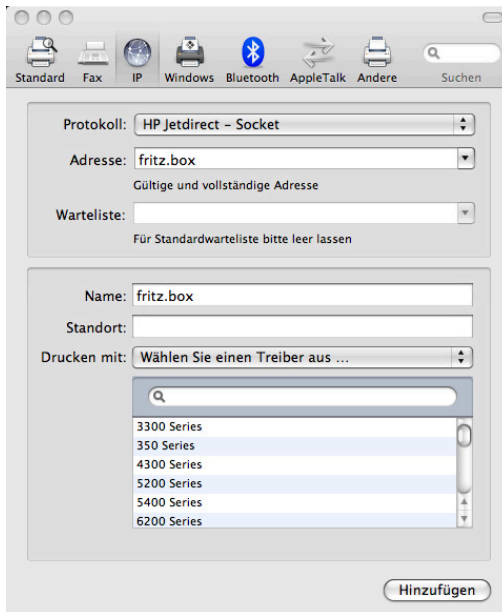 Standard Fax IP Windows Bluetooth AppleTalk Andere Suchen
Protokoll: HP Jetdirect – Socket
Adresse: fritz.box
Gültige und vollständige Adresse
Warteliste:
Für Standardwarteliste bitte leer lassen
Name: fritz.box
Standort:
Drucken mit: Wählen Sie einen Treiber aus ...
3300 Series
350 Series
4300 Series
5200 Series
5400 Series
6200 Series
Hinzufügen